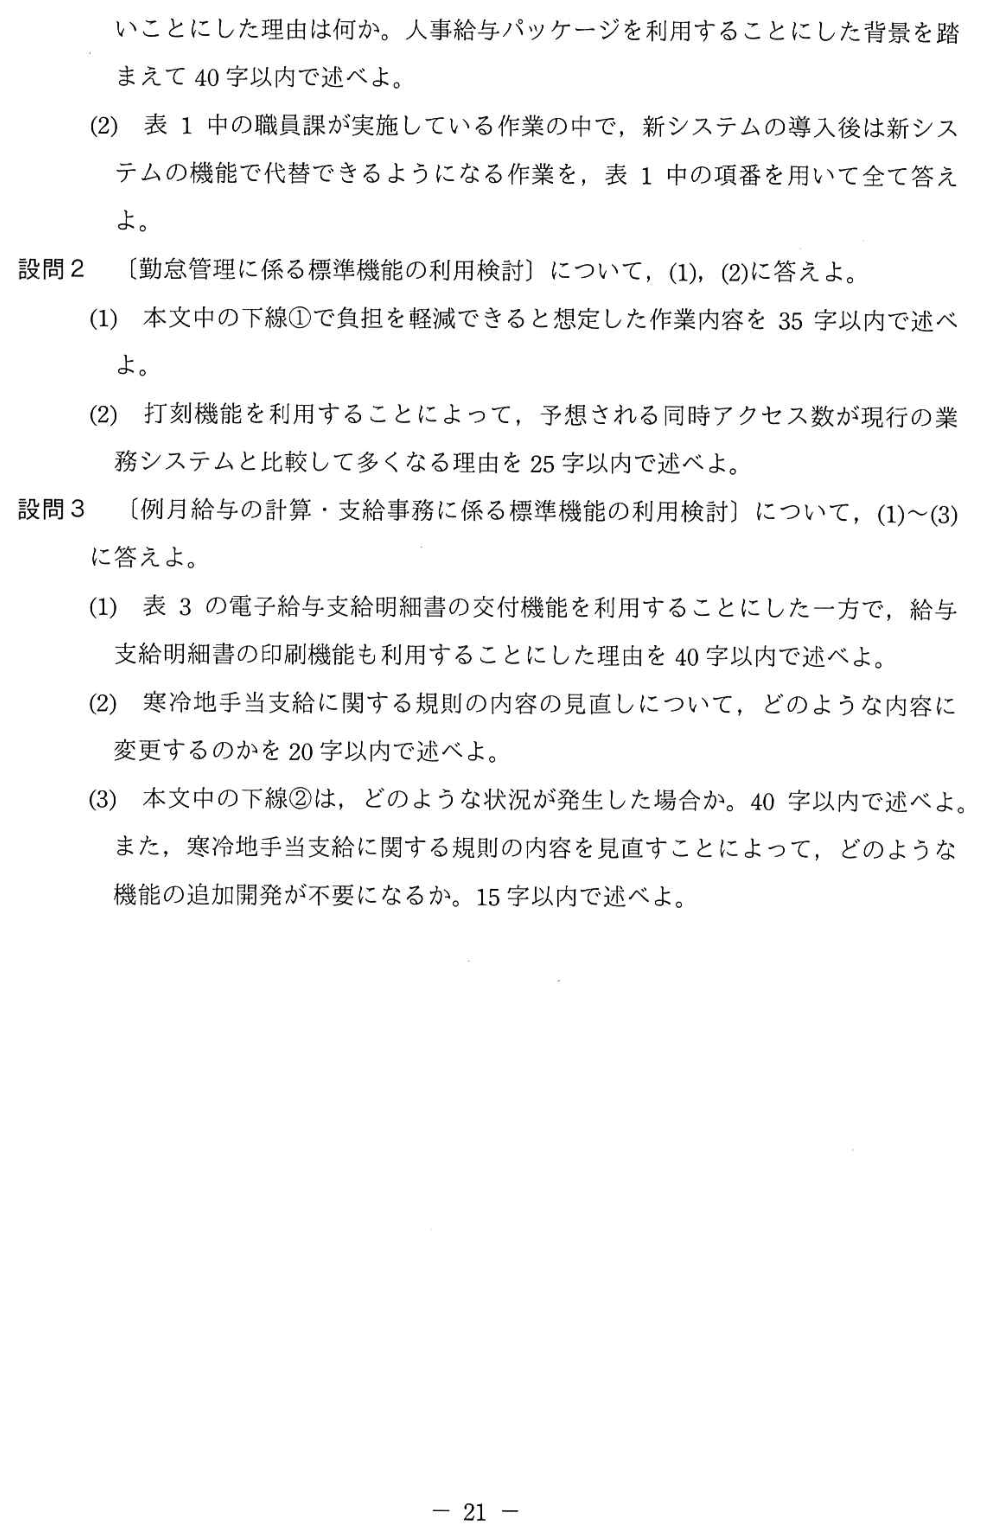 いことにした理由は何か。人事給与パッケージを利用することにした背景を踏
まえて 40 字以内で述べよ。
(2) 表 1 中の職員課が実施している作業の中で，新システムの導入後は新シス
テムの機能で代替できるようになる作業を，表 1 中の項番を用いて全て答え
よ。
設問2 〔勤怠管理に係る標準機能の利用検討〕について，(1)，(2)に答えよ。
(1) 本文中の下線①で負担を軽減できると想定した作業内容を 35 字以内で述べ
よ。
(2) 打刻機能を利用することによって，予想される同時アクセス数が現行の業
務システムと比較して多くなる理由を 25 字以内で述べよ。
設問3 〔例月給与の計算・支給事務に係る標準機能の利用検討〕について，(1)～(3)
に答えよ。
(1) 表 3 の電子給与支給明細書の交付機能を利用することにした一方で，給与
支給明細書の印刷機能も利用することにした理由を 40 字以内で述べよ。
(2) 寒冷地手当支給に関する規則の内容の見直しについて，どのような内容に
変更するのかを 20 字以内で述べよ。
(3) 本文中の下線②は，どのような状況が発生した場合か。40 字以内で述べよ。
また，寒冷地手当支給に関する規則の内容を見直すことによって，どのような
機能の追加開発が不要になるか。15 字以内で述べよ。
－ 21 －